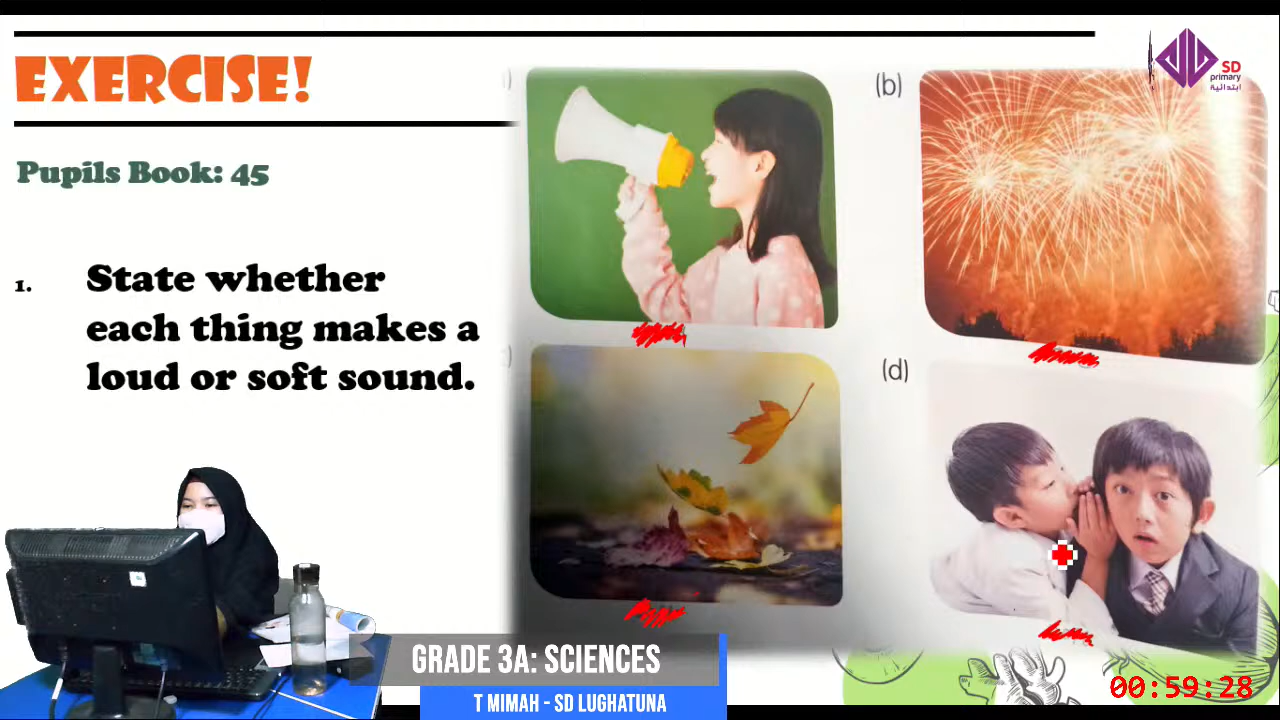 EXERCISE!
Pupils Book: 45
1. State whether
each thing makes a
loud or soft sound.
(b)
(d)
SD
primary
ابتدائية
GRADE 3A: SCIENCES
T MIMAH - SD LUGHATUNA
00:59:28